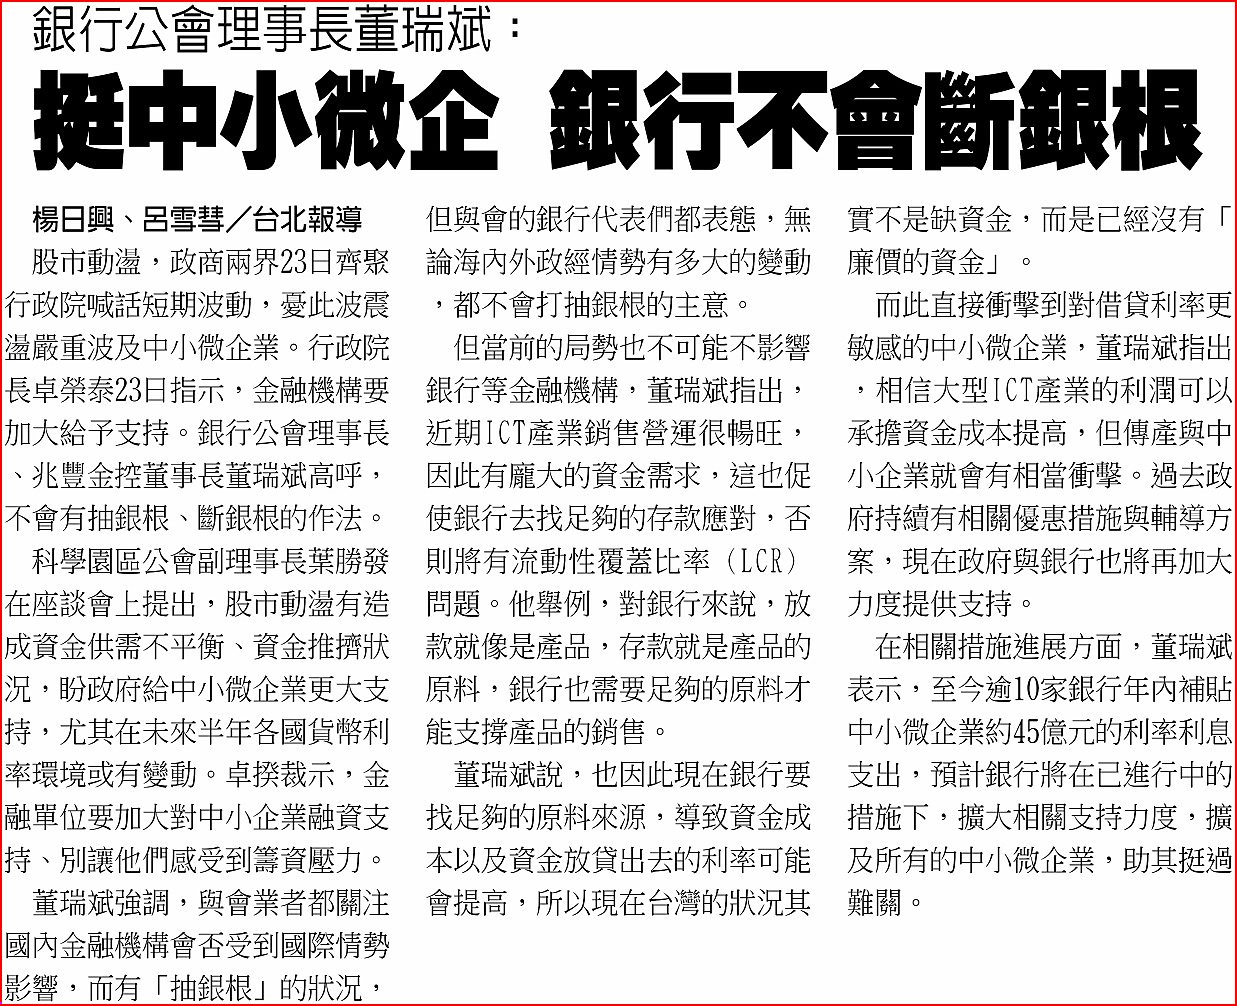 銀行公會理事長董瑞斌：
挺中小微企 銀行不會斷銀根
楊日興、呂雪彗／台北報導
股市動盪，政商兩界23日齊聚
行政院喊話短期波動，憂此波震
盪嚴重波及中小微企業。行政院
長卓榮泰23日指示，金融機構要
加大給予支持。銀行公會理事長
、兆豐金控董事長董瑞斌高呼，
不會有抽銀根、斷銀根的作法。
科學園區公會副理事長葉勝發
在座談會上提出，股市動盪有造
成資金供需不平衡、資金推擠狀
況，盼政府給中小微企業更大支
持，尤其在未來半年各國貨幣利
率環境或有變動。卓揆裁示，金
融單位要加大對中小企業融資支
持、別讓他們感受到籌資壓力。
董瑞斌強調，與會業者都關注
國內金融機構會否受到國際情勢
影響，而有「抽銀根」的狀況，
但與會的銀行代表們都表態，無
論海內外政經情勢有多大的變動
，都不會打抽銀根的主意。
但當前的局勢也不可能不影響
銀行等金融機構，董瑞斌指出，
近期ICT產業銷售營運很暢旺，
因此有龐大的資金需求，這也促
使銀行去找足夠的存款應對，否
則將有流動性覆蓋比率（LCR）
問題。他舉例，對銀行來說，放
款就像是產品，存款就是產品的
原料，銀行也需要足夠的原料才
能支撐產品的銷售。
董瑞斌說，也因此現在銀行要
找足夠的原料來源，導致資金成
本以及資金放貸出去的利率可能
會提高，所以現在台灣的狀況其
實不是缺資金，而是已經沒有「
廉價的資金」。
而此直接衝擊到對借貸利率更
敏感的中小微企業，董瑞斌指出
，相信大型ICT產業的利潤可以
承擔資金成本提高，但傳產與中
小企業就會有相當衝擊。過去政
府持續有相關優惠措施與輔導方
案，現在政府與銀行也將再加大
力度提供支持。
在相關措施進展方面，董瑞斌
表示，至今逾10家銀行年內補貼
中小微企業約45億元的利率利息
支出，預計銀行將在已進行中的
措施下，擴大相關支持力度，擴
及所有的中小微企業，助其挺過
難關。